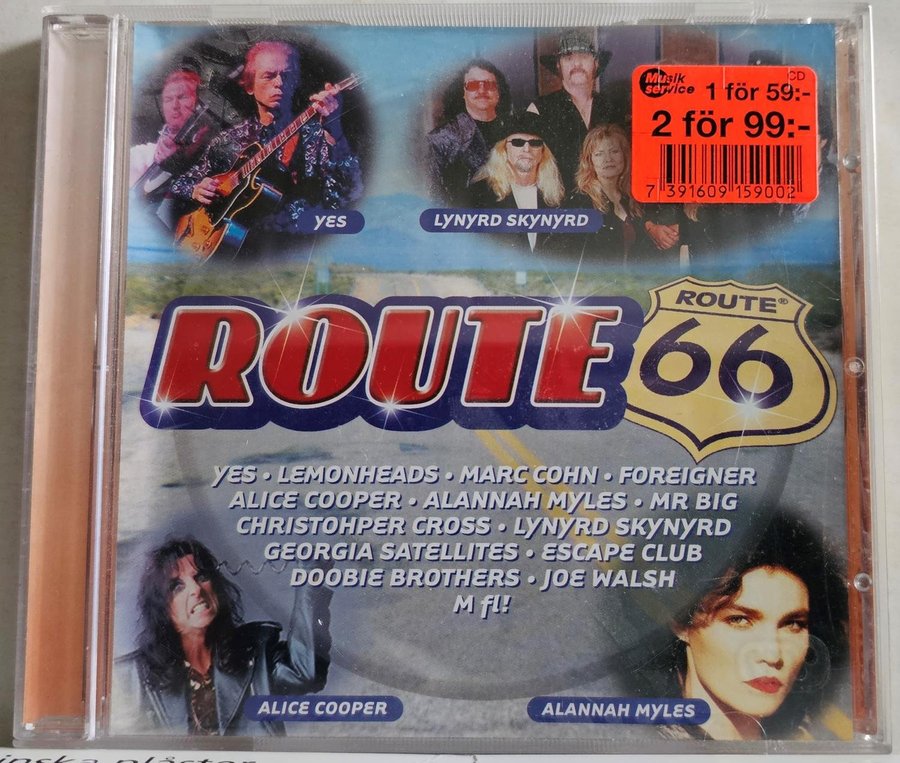 Musik service CD 1 för 59:-
2 för 99:-
7 391609 159002
YES
LYNYRD SKYNYRD
ROUTE
ROUTE®
66
YES • LEMONHEADS • MARC COHN • FOREIGNER
ALICE COOPER • ALANNAH MYLES • MR BIG
CHRISTOHPER CROSS • LYNYRD SKYNYRD
GEORGIA SATELLITES • ESCAPE CLUB
DOOBIE BROTHERS • JOE WALSH
M fl!
ALICE COOPER
ALANNAH MYLES